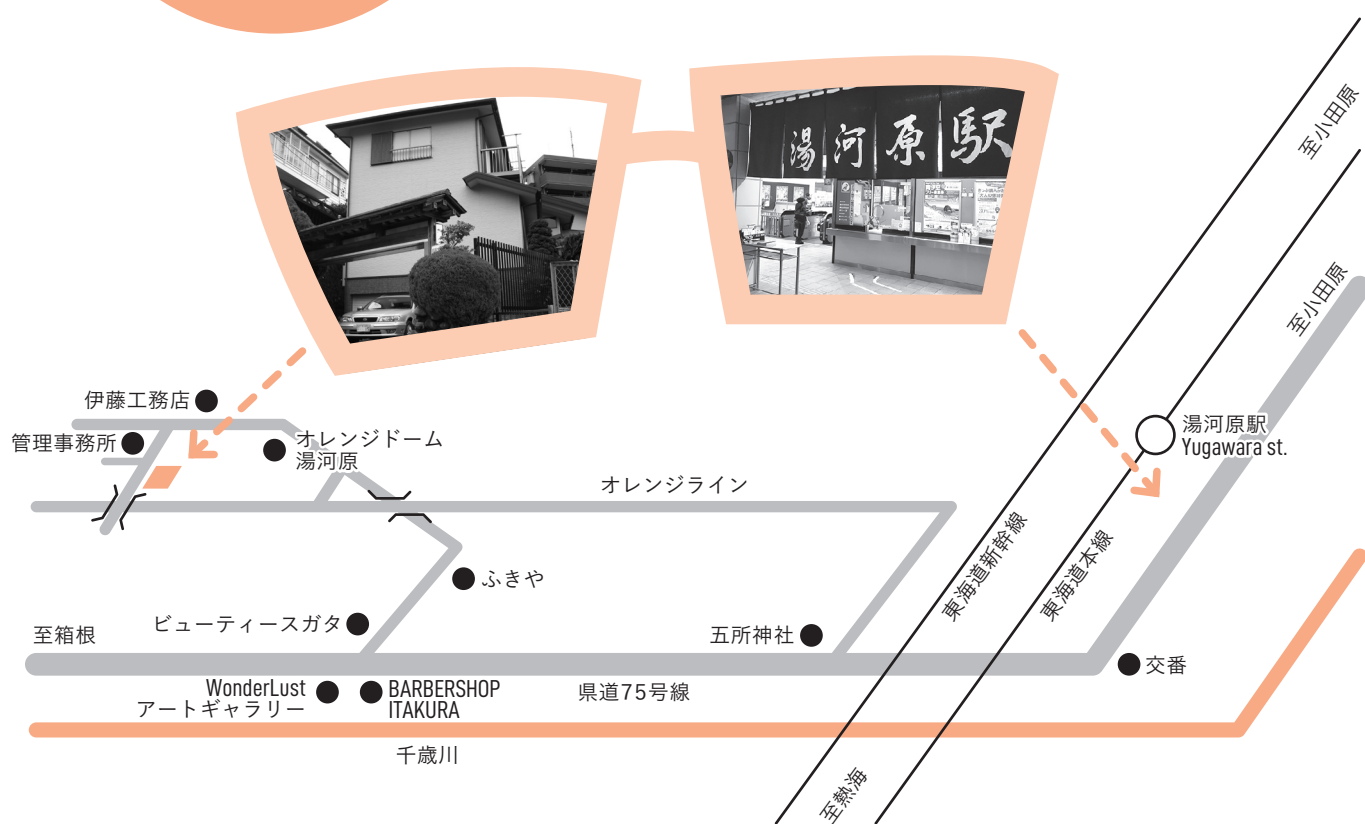 湯河原駅
至小田原
至小田原
伊藤工務店
管理事務所
オレンジドーム
湯河原
湯河原駅
Yugawara st.
オレンジライン
東海道新幹線
東海道本線
ふきや
ビューティースガタ
五所神社
至箱根
交番
WonderLust
アートギャラリー
BARBERSHOP
ITAKURA
県道75号線
千歳川
至熱海